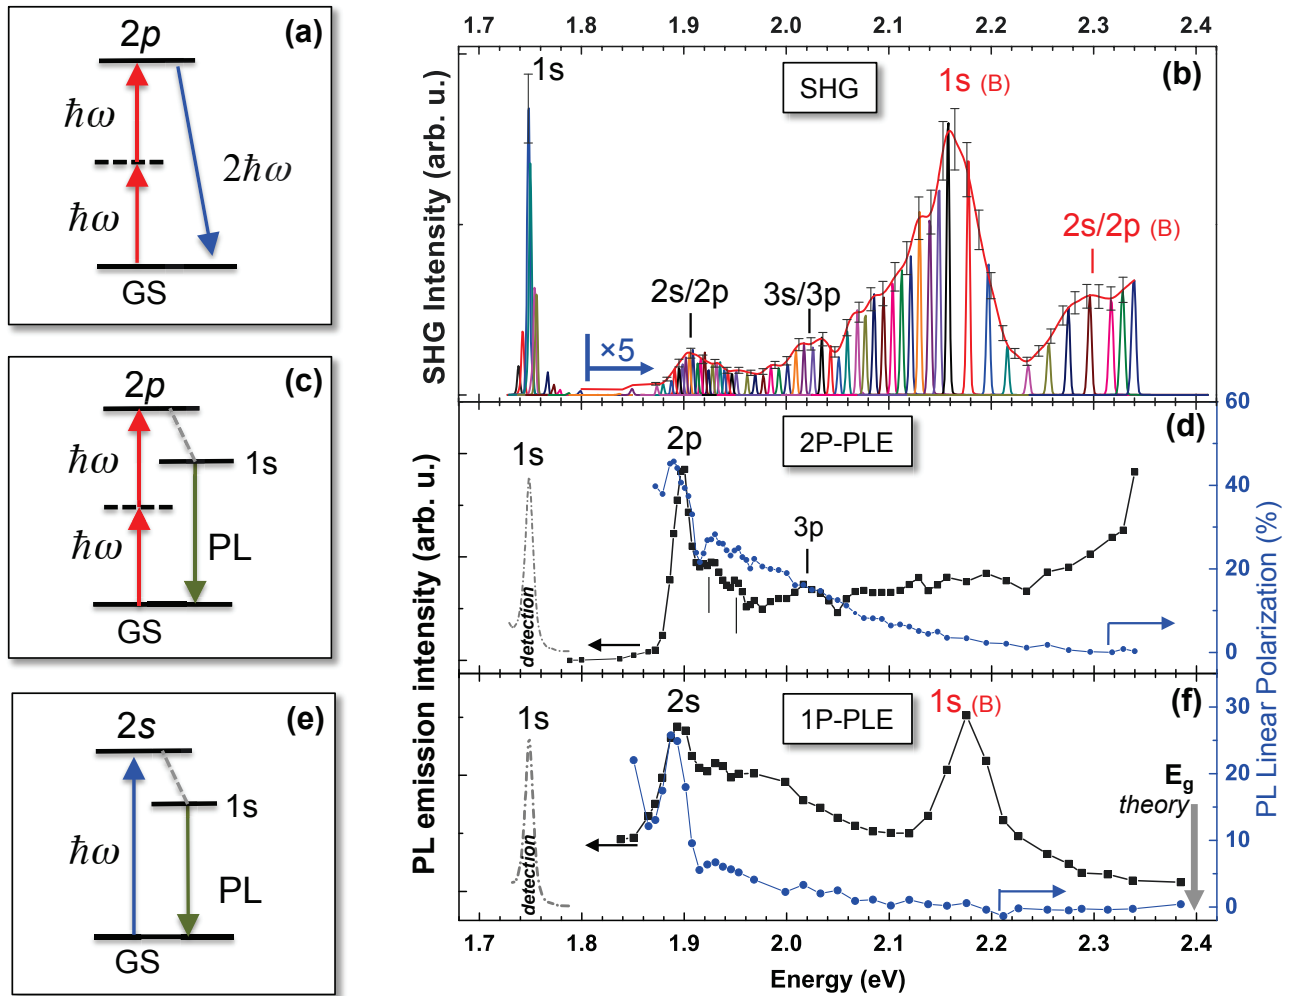 (a)
2p
ħω
ħω
2ħω
GS
(c)
2p
ħω
1s
ħω
PL
GS
(e)
2s
1s
ħω
PL
GS
1.7 1.8 1.9 2.0 2.1 2.2 2.3 2.4
SHG Intensity (arb. u.)
1s
SHG
1s (B)
(b)
2s/2p
3s/3p
2s/2p (B)
×5
PL emission intensity (arb. u.)
1s
detection
2p
2P-PLE
3p
(d)
60
40
20
0
PL Linear Polarization (%)
1s
detection
2s
1P-PLE
1s (B)
(f)
Eg
theory
30
20
10
0
1.7 1.8 1.9 2.0 2.1 2.2 2.3 2.4
Energy (eV)